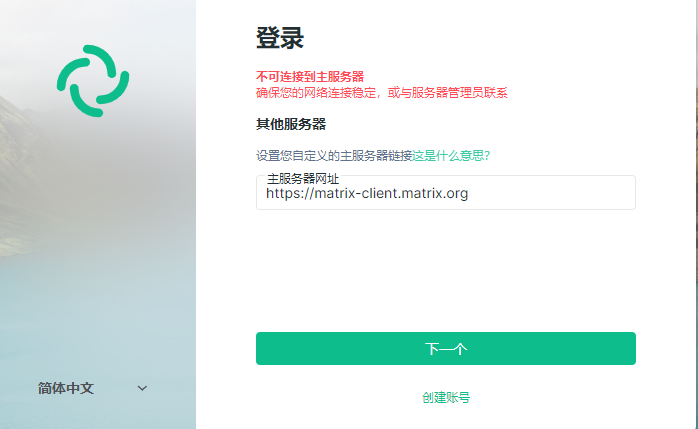 登录
不可连接到主服务器
确保您的网络连接稳定，或与服务器管理员联系
其他服务器
设置您自定义的主服务器链接这是什么意思？
主服务器网址
https://matrix-client.matrix.org
下一个
简体中文
创建账号